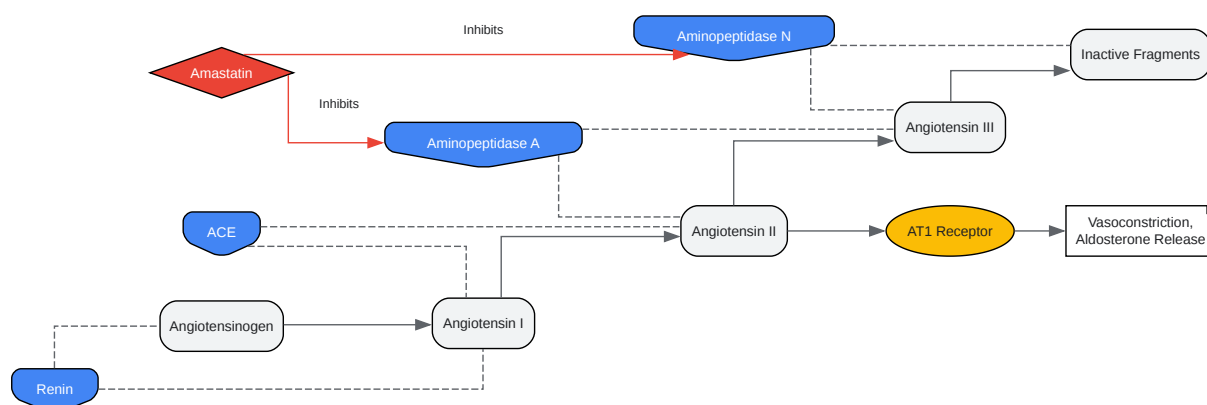 Inhibits
Aminopeptidase N
Inactive Fragments
Amastatin
Inhibits
Angiotensin III
Aminopeptidase A
ACE
Angiotensin II
AT1 Receptor
Vasoconstriction,
Aldosterone Release
Angiotensinogen
Angiotensin I
Renin